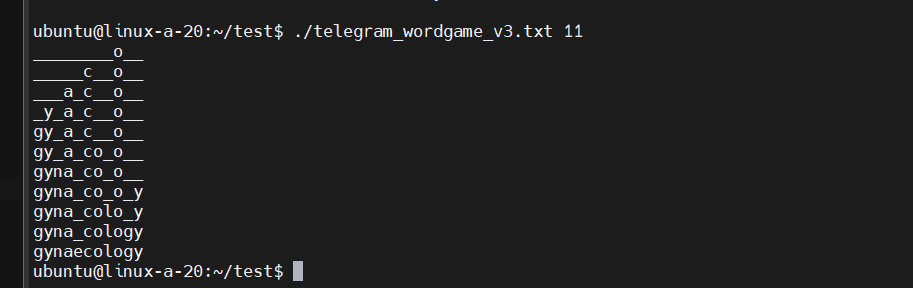 ubuntu@linux-a-20:~/test$ ./telegram_wordgame_v3.txt 11
________o__
_____c__o__
___a_c__o__
_y_a_c__o__
gy_a_c__o__
gy_a_co_o__
gyna_co_o__
gyna_co_o_y
gyna_colo_y
gyna_cology
gynaecology
ubuntu@linux-a-20:~/test$